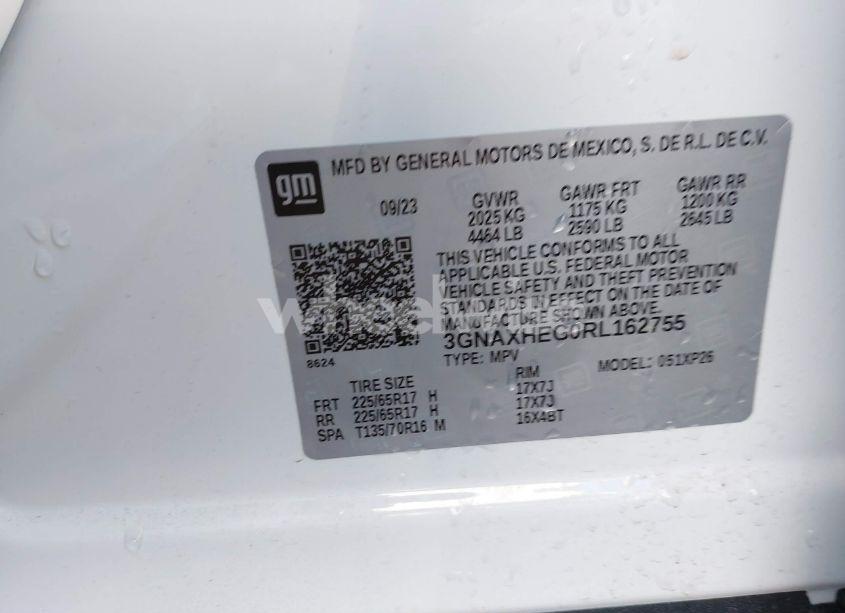 gm
MFD BY GENERAL MOTORS DE MEXICO, S. DE R.L. DE C.V.
09/23 GVWR GAWR FRT GAWR RR
2025 KG 1175 KG 1200 KG
4464 LB 2590 LB 2645 LB
THIS VEHICLE CONFORMS TO ALL
APPLICABLE U.S. FEDERAL MOTOR
VEHICLE SAFETY AND THEFT PREVENTION
STANDARDS IN EFFECT ON THE DATE OF
MANUFACTURE SHOWN ABOVE.
3GNAXHEG0RL162755
8624
TYPE: MPV MODEL: 051XP26
TIRE SIZE RIM
FRT 225/65R17 H 17X7J
RR 225/65R17 H 17X7J
SPA T135/70R16 M 16X4BT